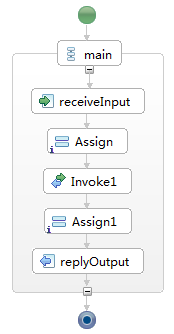 main
receiveInput
Assign
Invoke1
Assign1
replyOutput